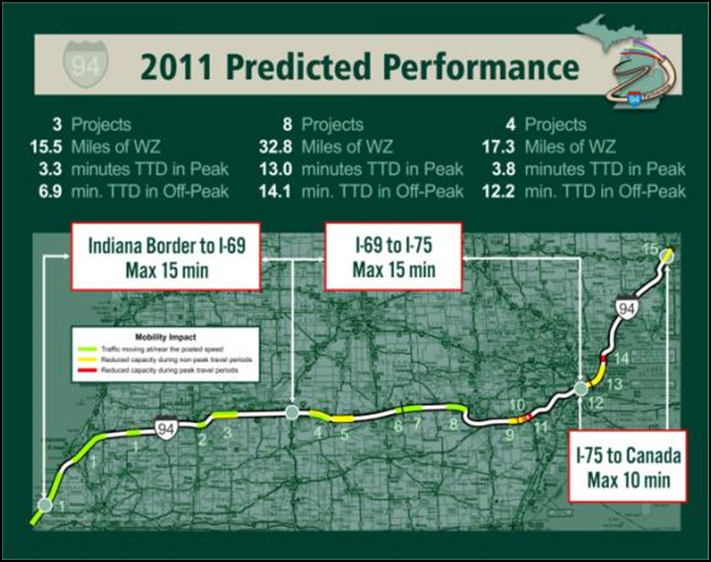 94
2011 Predicted Performance
94
3 Projects
15.5 Miles of WZ
3.3 minutes TTD in Peak
6.9 min. TTD in Off-Peak
8 Projects
32.8 Miles of WZ
13.0 minutes TTD in Peak
14.1 min. TTD in Off-Peak
4 Projects
17.3 Miles of WZ
3.8 minutes TTD in Peak
12.2 min. TTD in Off-Peak
Indiana Border to I-69
Max 15 min
I-69 to I-75
Max 15 min
15
94
Mobility Impact
Traffic moving at/near the posted speed
Reduced capacity during non-peak travel periods
Reduced capacity during peak travel periods
14
13
12
10
11
9
8
7
6
5
4
3
2
94
1
1
1
I-75 to Canada
Max 10 min